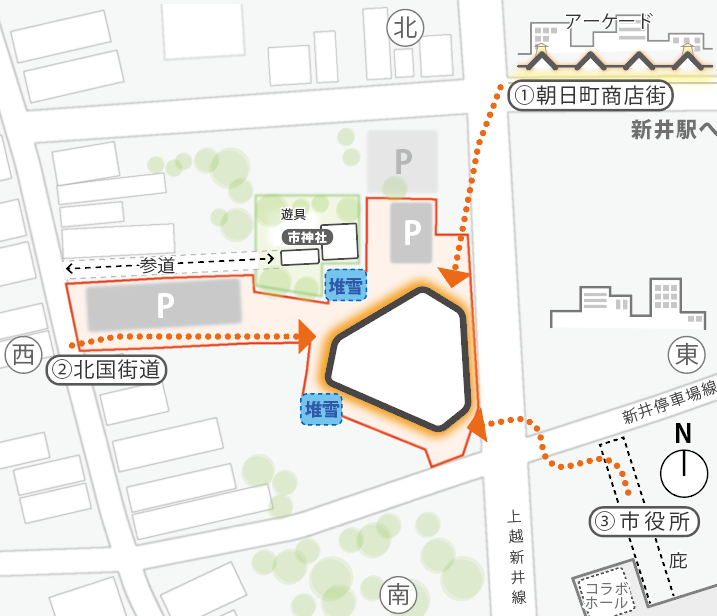 北
アーケード
①朝日町商店街
新井駅へ
P
P
遊具
市神社
参道
堆雪
P
西
②北国街道
東
堆雪
新井停車場線
N
③市役所
上越新井線
庇
コラボ
ホール
南